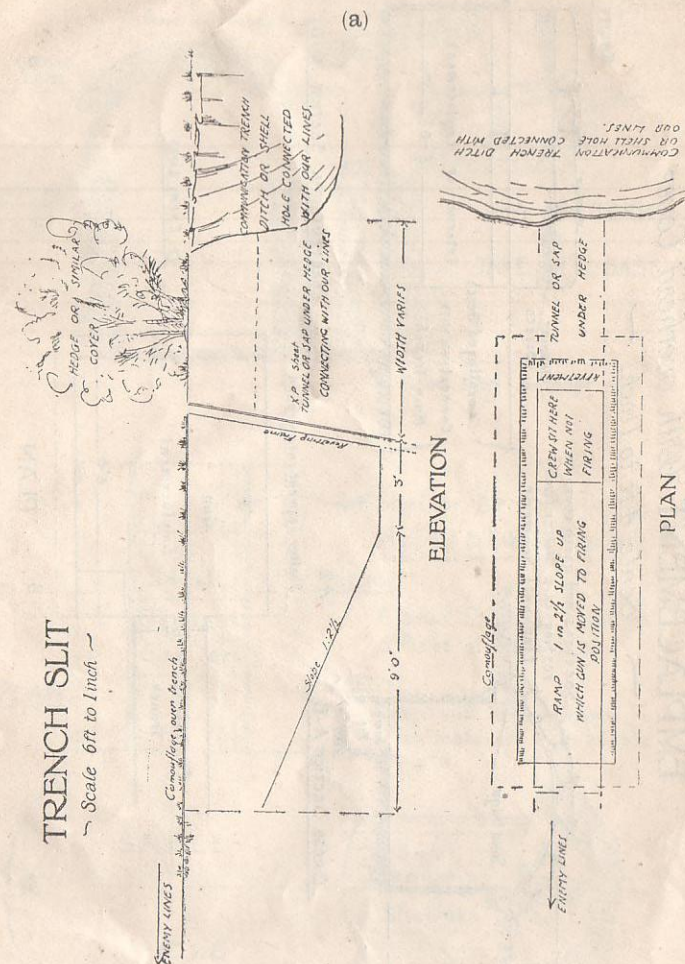 (a)
TRENCH SLIT
~ Scale 6ft to 1inch ~
ENEMY LINES
Camouflage over trench
HEDGE OR SIMILAR
COVER
COMMUNICATION TRENCH
DITCH OR SHELL
HOLE CONNECTED
WITH OUR LINES.
X.P. Sheet
TUNNEL OR SAP UNDER HEDGE
CONNECTING WITH OUR LINES
Revetting Frame
Slope 1:2½
9'0"
3'
WIDTH VARIES
ELEVATION
Camouflage
ENEMY LINES
RAMP 1 in 2½ SLOPE UP
WHICH GUN IS MOVED TO FIRING
POSITION
CREW SIT HERE
WHEN NOT
FIRING
REVETMENT
TUNNEL OR SAP
UNDER HEDGE
COMMUNICATION TRENCH DITCH
OR SHELL HOLE CONNECTED WITH
OUR LINES.
PLAN